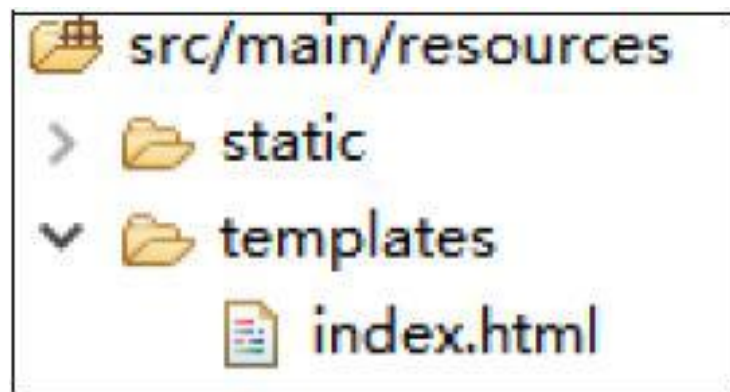 src/main/resources
static
templates
index.html